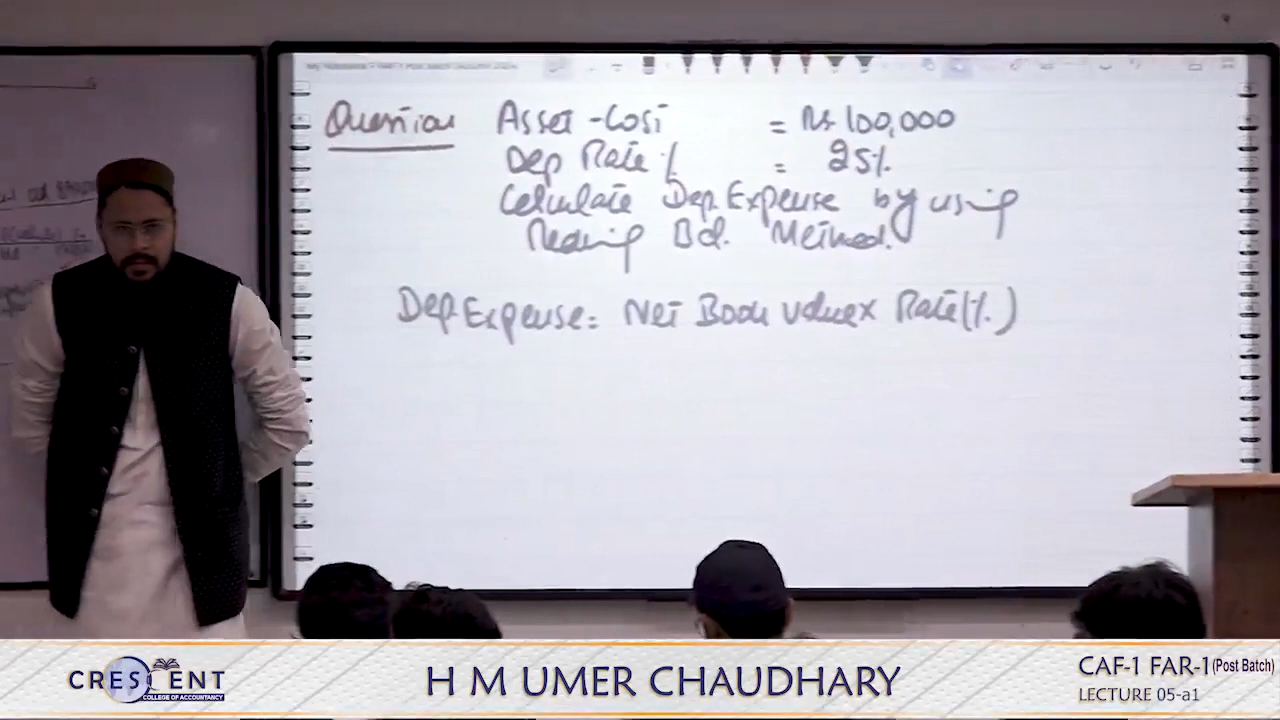 Question Asset-Cost = Rs 100,000
Dep Rate % = 25%
Calculate Dep. Expense by using
Reducing Bal. Method.
Dep. Expense = Net Book value x Rate (%)
CRESCENT
COLLEGE OF ACCOUNTANCY
H M UMER CHAUDHARY
CAF-1 FAR-1 (Post Batch)
LECTURE 05-a1